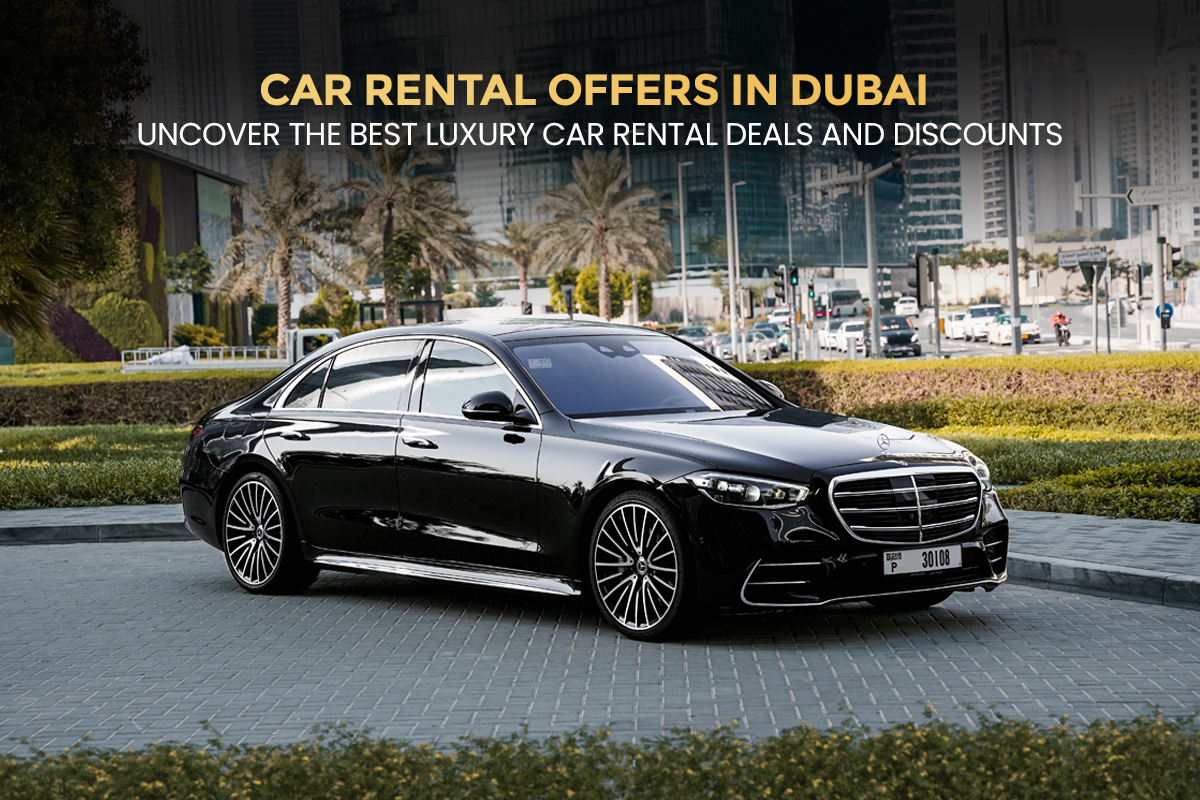 CAR RENTAL OFFERS IN DUBAI
UNCOVER THE BEST LUXURY CAR RENTAL DEALS AND DISCOUNTS
P 30108